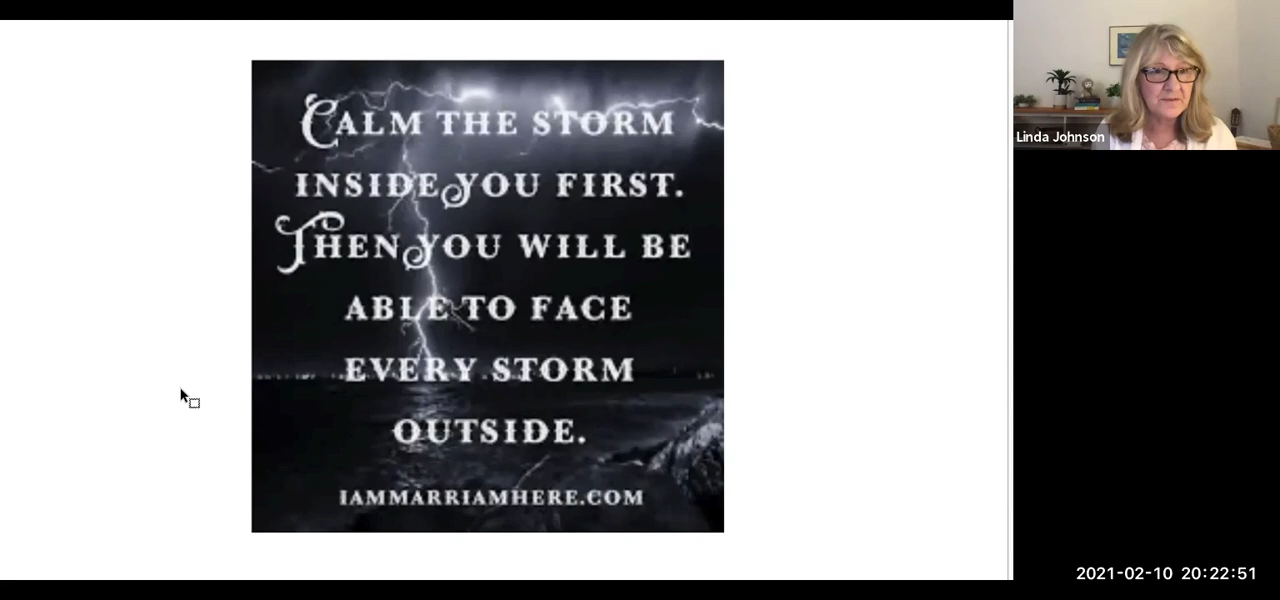 CALM THE STORM
INSIDE YOU FIRST.
THEN YOU WILL BE
ABLE TO FACE
EVERY STORM
OUTSIDE.
IAMMARRIAMHERE.COM
Linda Johnson
2021-02-10 20:22:51